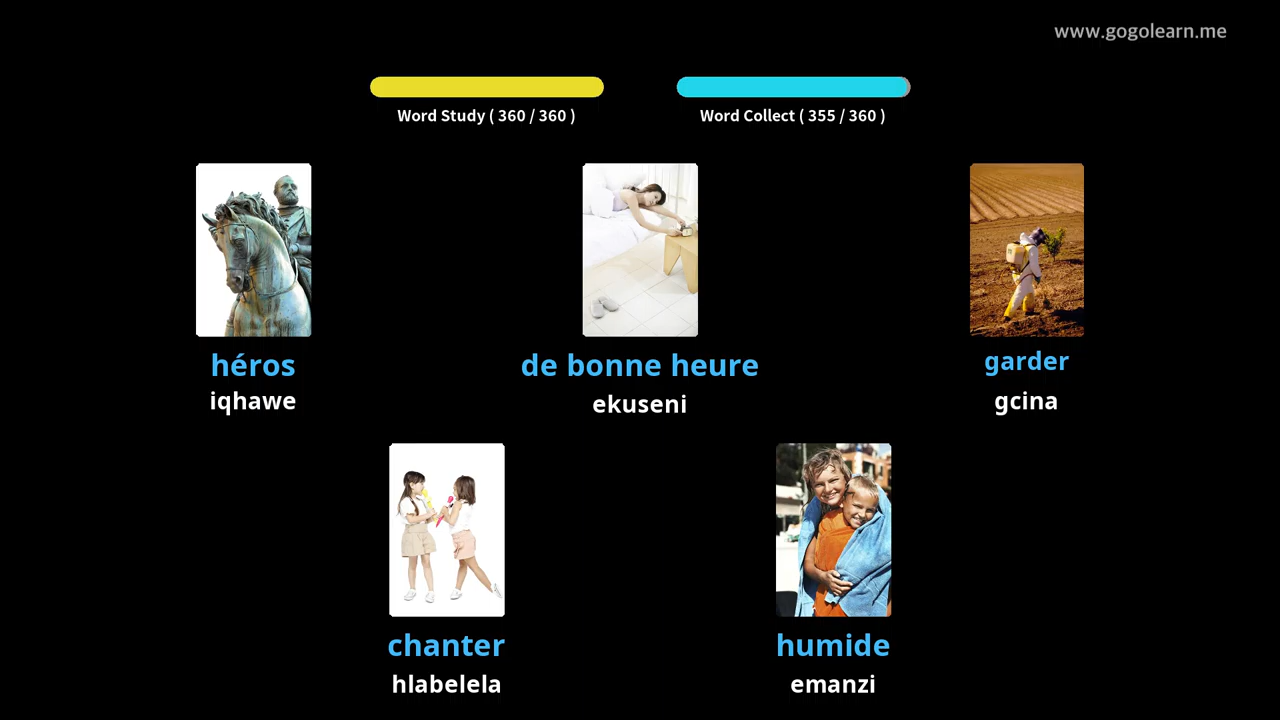 www.gogolearn.me
Word Study ( 360 / 360 )
Word Collect ( 355 / 360 )
héros
iqhawe
de bonne heure
ekuseni
garder
gcina
chanter
hlabelela
humide
emanzi